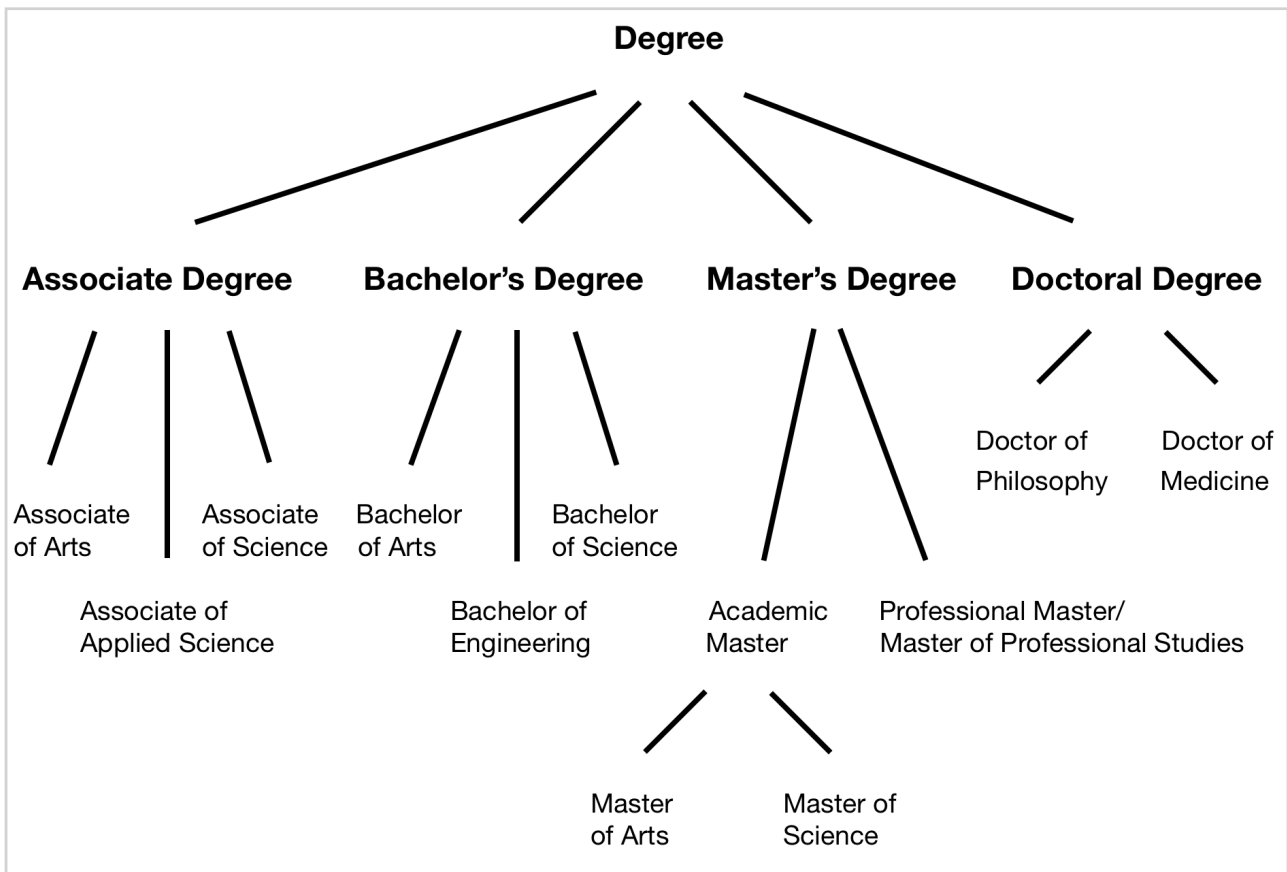 Degree
Associate Degree
Bachelor’s Degree
Master’s Degree
Doctoral Degree
Doctor of
Philosophy
Doctor of
Medicine
Associate
of Arts
Associate
of Science
Bachelor
of Arts
Bachelor
of Science
Associate of
Applied Science
Bachelor of
Engineering
Academic
Master
Professional Master/
Master of Professional Studies
Master
of Arts
Master of
Science